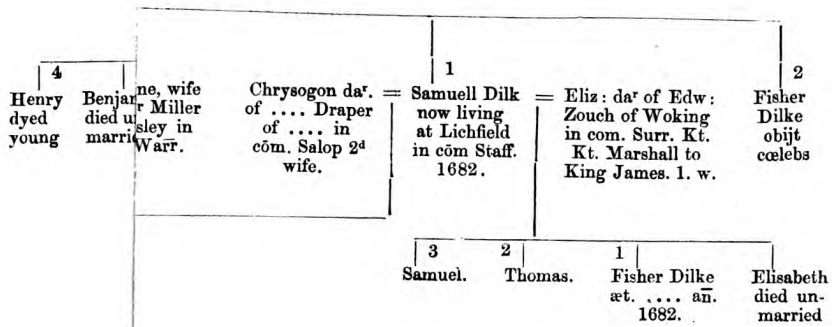 4
Henry
dyed
young
Benjar
died u
marrie
ne, wife
r Miller
sley in
War̅r̅.
Chrysogon daʳ.
of .... Draper
of .... in
cōm. Salop 2ᵈ
wife.
=
1
Samuell Dilk
now living
at Lichfield
in cōm Staff.
1682.
=
Eliz: daʳ of Edw:
Zouch of Woking
in com. Surr. Kt.
Kt. Marshall to
King James. 1. w.
2
Fisher
Dilke
obijt
cœlebs
3
Samuel.
2
Thomas.
1
Fisher Dilke
æt. .... an̅.
1682.
Elisabeth
died un-
married